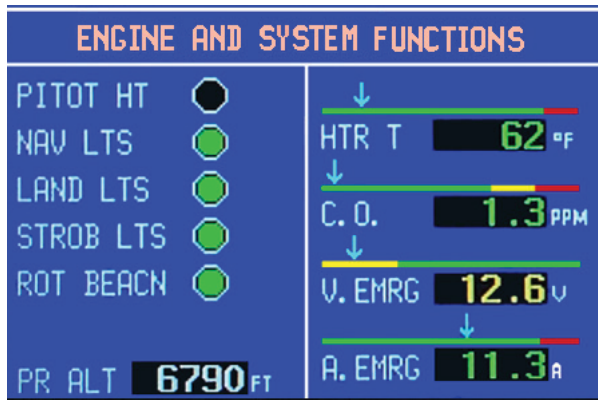 ENGINE AND SYSTEM FUNCTIONS
PITOT HT
NAV LTS
LAND LTS
STROB LTS
ROT BEACN
PR ALT 6790 FT
HTR T 62 °F
C.O. 1.3 PPM
V.EMRG 12.6 V
A.EMRG 11.3 A